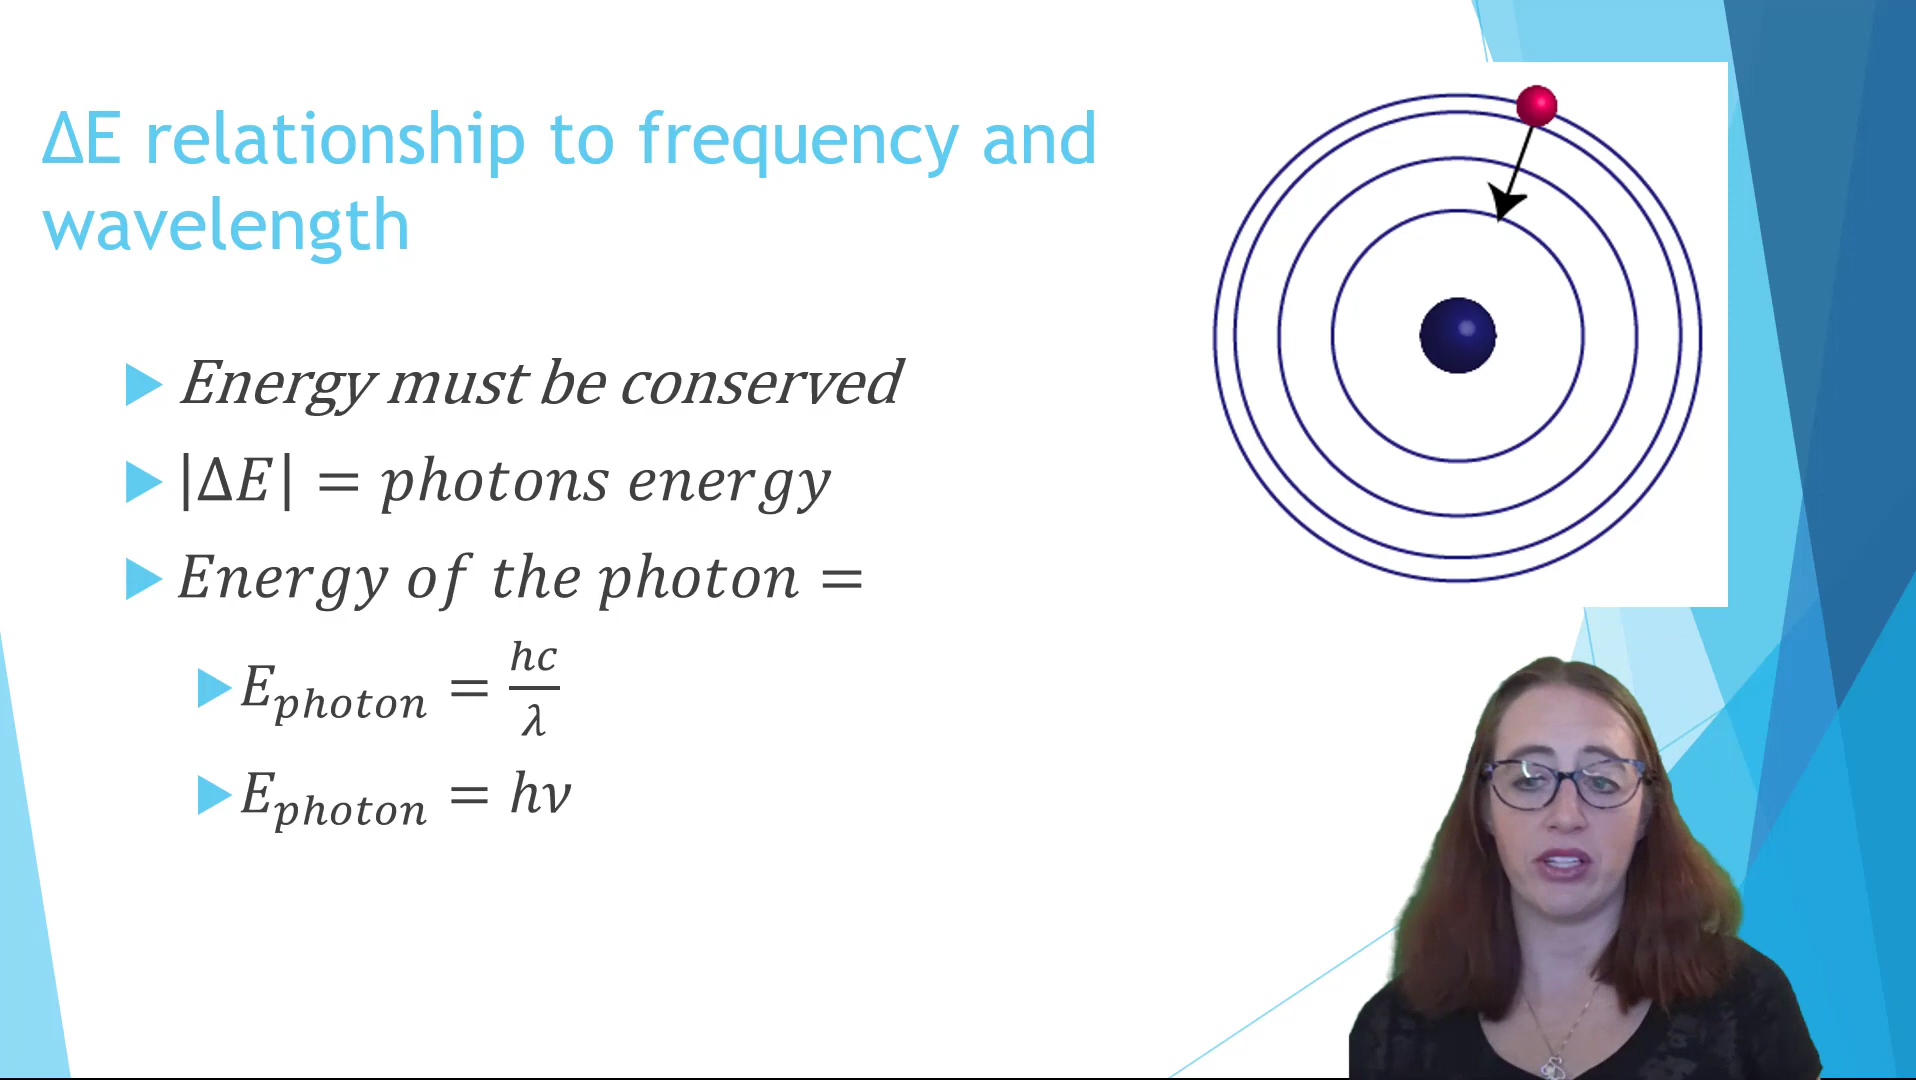 ΔE relationship to frequency and
wavelength
Energy must be conserved
|ΔE| = photons energy
Energy of the photon =
E_photon = hc/λ
E_photon = hν